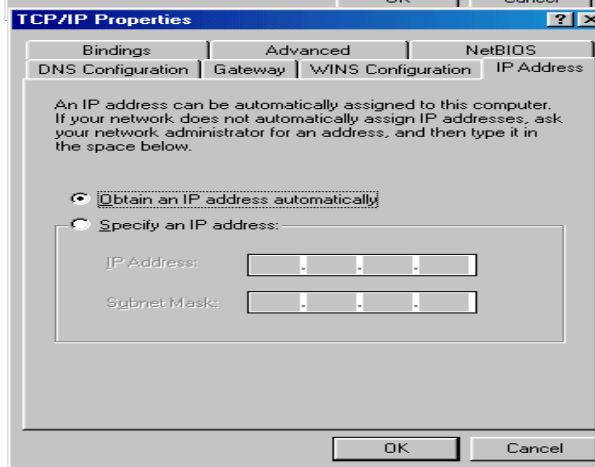 OK Cancel
TCP/IP Properties ? ×
Bindings Advanced NetBIOS
DNS Configuration Gateway WINS Configuration IP Address
An IP address can be automatically assigned to this computer.
If your network does not automatically assign IP addresses, ask
your network administrator for an address, and then type it in
the space below.
Obtain an IP address automatically
Specify an IP address:
IP Address: . . .
Subnet Mask: . . .
OK Cancel